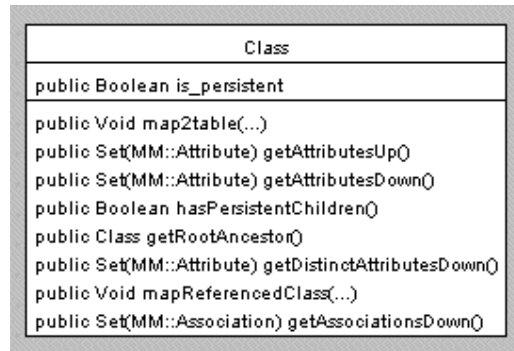 Class
public Boolean is_persistent
public Void map2table(...)
public Set(MM::Attribute) getAttributesUp()
public Set(MM::Attribute) getAttributesDown()
public Boolean hasPersistentChildren()
public Class getRootAncestor()
public Set(MM::Attribute) getDistinctAttributesDown()
public Void mapReferencedClass(...)
public Set(MM::Association) getAssociationsDown()